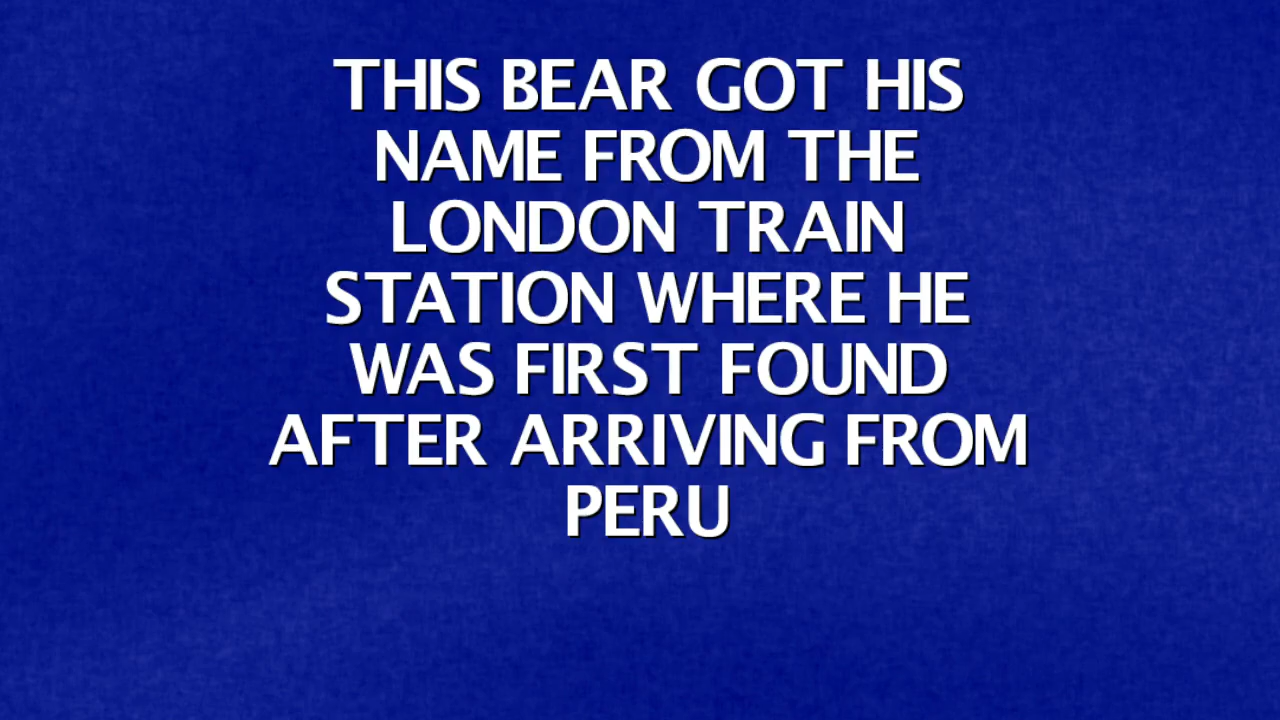 THIS BEAR GOT HIS
NAME FROM THE
LONDON TRAIN
STATION WHERE HE
WAS FIRST FOUND
AFTER ARRIVING FROM
PERU